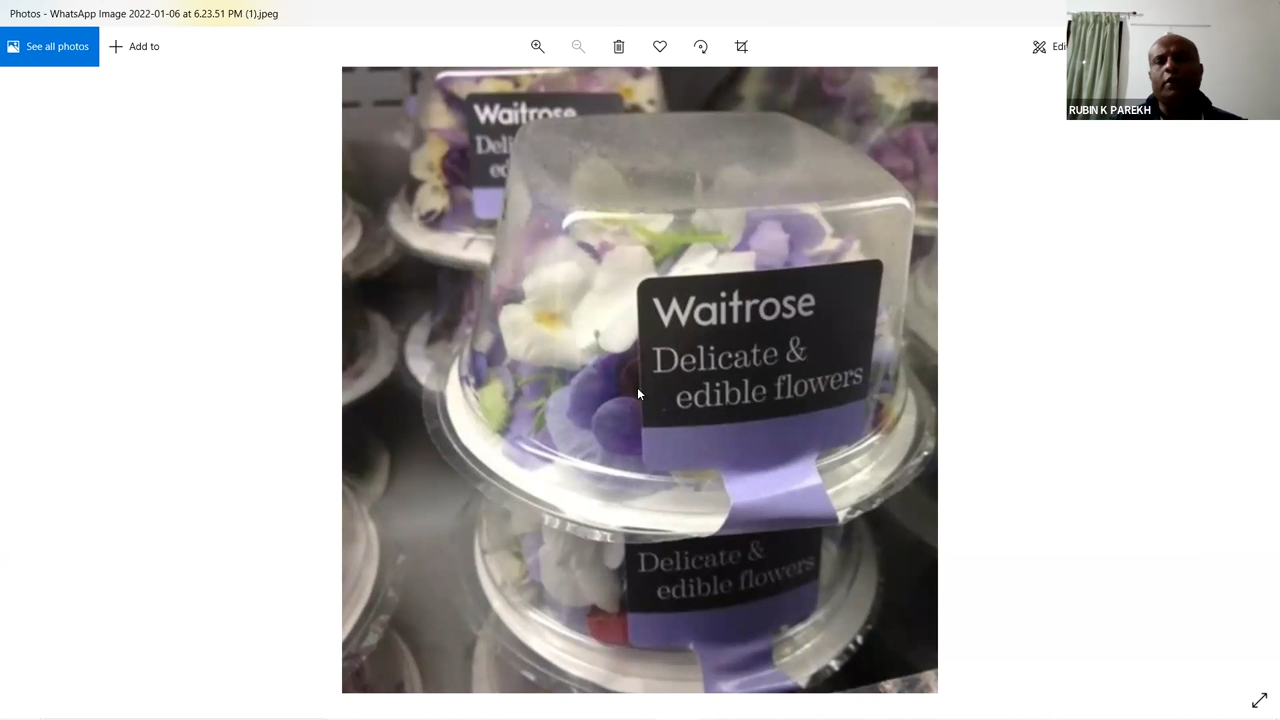 Photos - WhatsApp Image 2022-01-06 at 6.23.51 PM (1).jpeg
See all photos
Add to
RUBIN K PAREKH
Waitrose
Waitrose
Delicate &
edible flowers
Delicate &
edible flowers